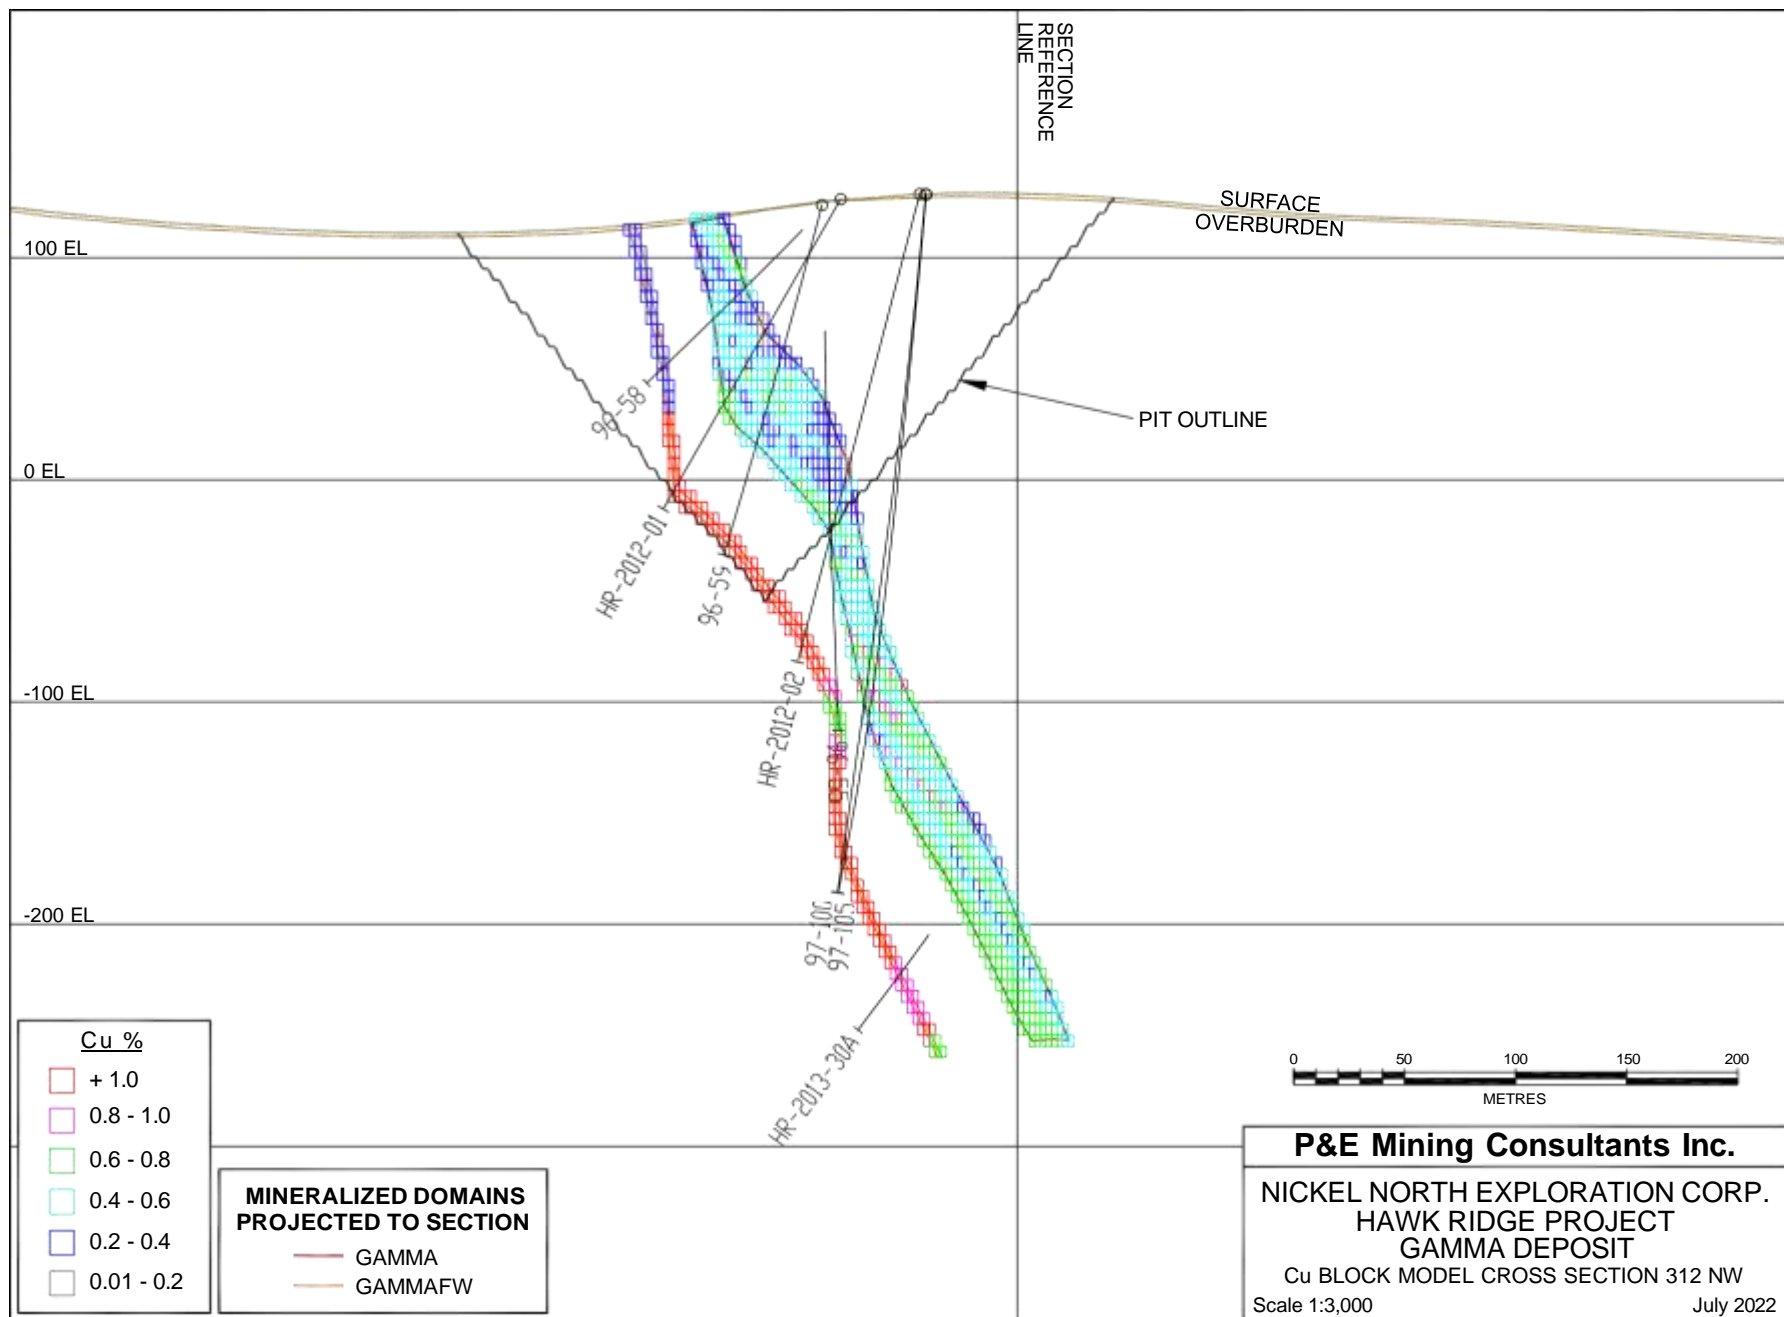 SECTION
REFERENCE
LINE
SURFACE
OVERBURDEN
100 EL
PIT OUTLINE
96-58
0 EL
HR-2012-01
96-59
HR-2012-02
-100 EL
97-100
97-105
-200 EL
HR-2013-30A
Cu %
+ 1.0
0.8 - 1.0
0.6 - 0.8
0.4 - 0.6
0.2 - 0.4
0.01 - 0.2
MINERALIZED DOMAINS
PROJECTED TO SECTION
GAMMA
GAMMAFW
0 50 100 150 200
METRES
P&E Mining Consultants Inc.
NICKEL NORTH EXPLORATION CORP.
HAWK RIDGE PROJECT
GAMMA DEPOSIT
Cu BLOCK MODEL CROSS SECTION 312 NW
Scale 1:3,000 July 2022